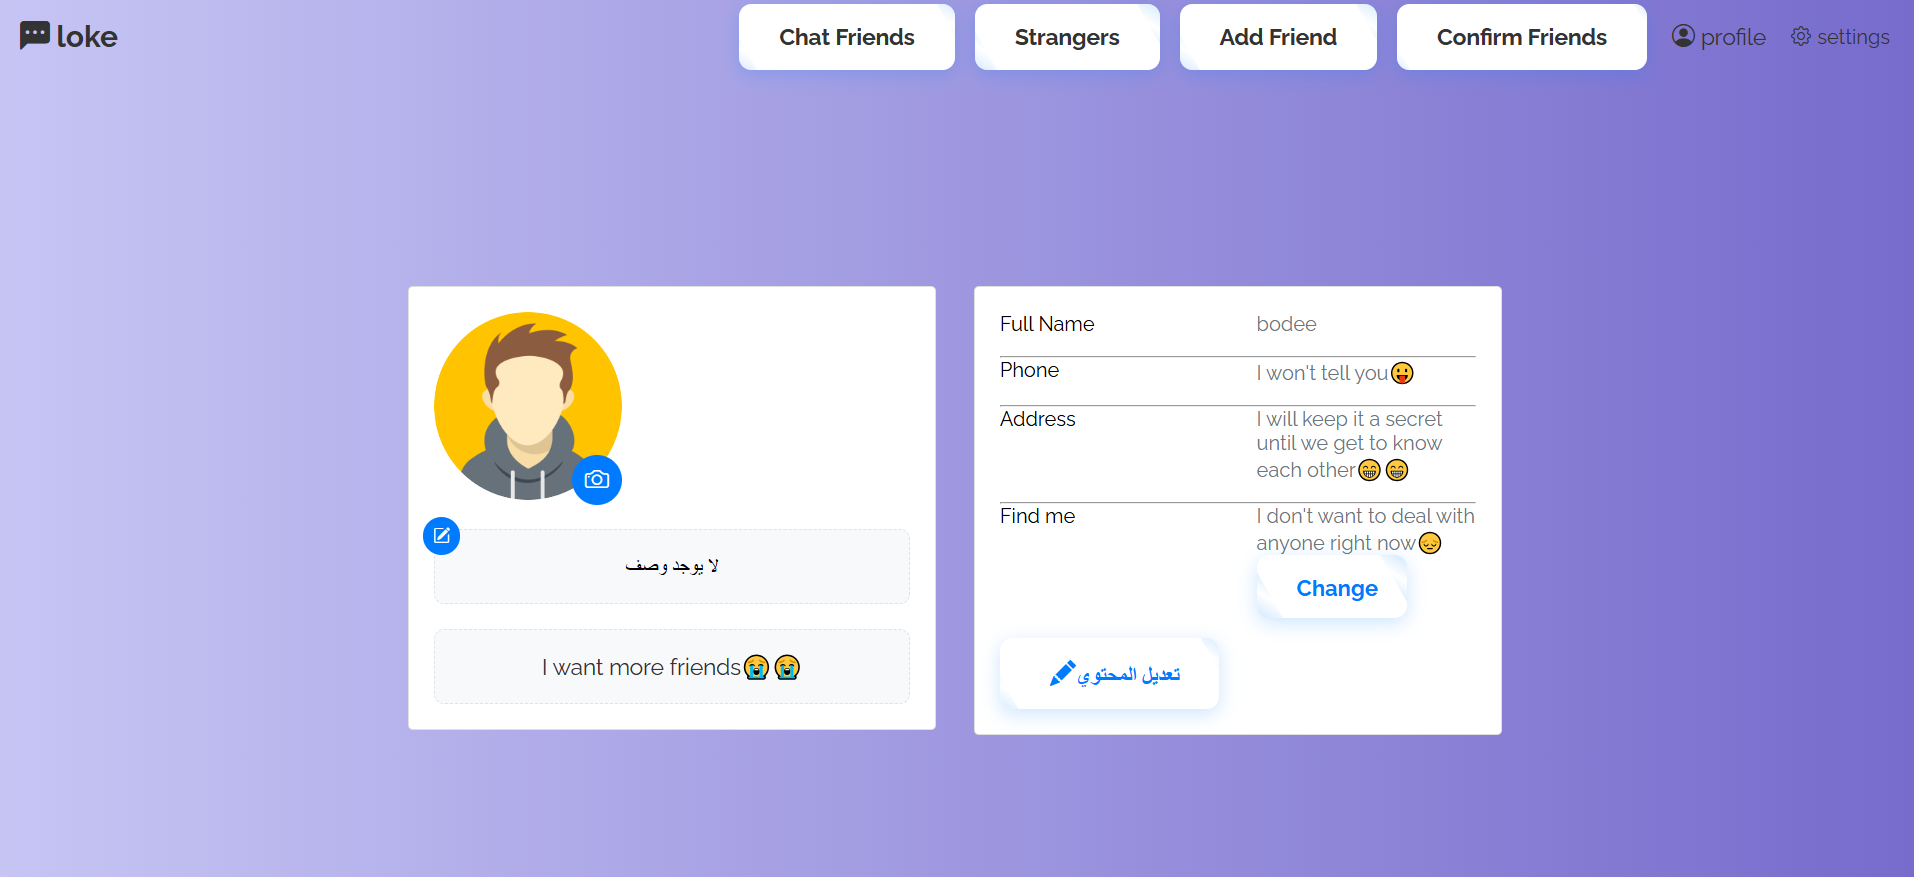 loke
Chat Friends
Strangers
Add Friend
Confirm Friends
profile
settings
لا يوجد وصف
I want more friends😭😭
Full Name
bodee
Phone
I won't tell you😛
Address
I will keep it a secret
until we get to know
each other😁😁
Find me
I don't want to deal with
anyone right now😔
Change
تعديل المحتوي